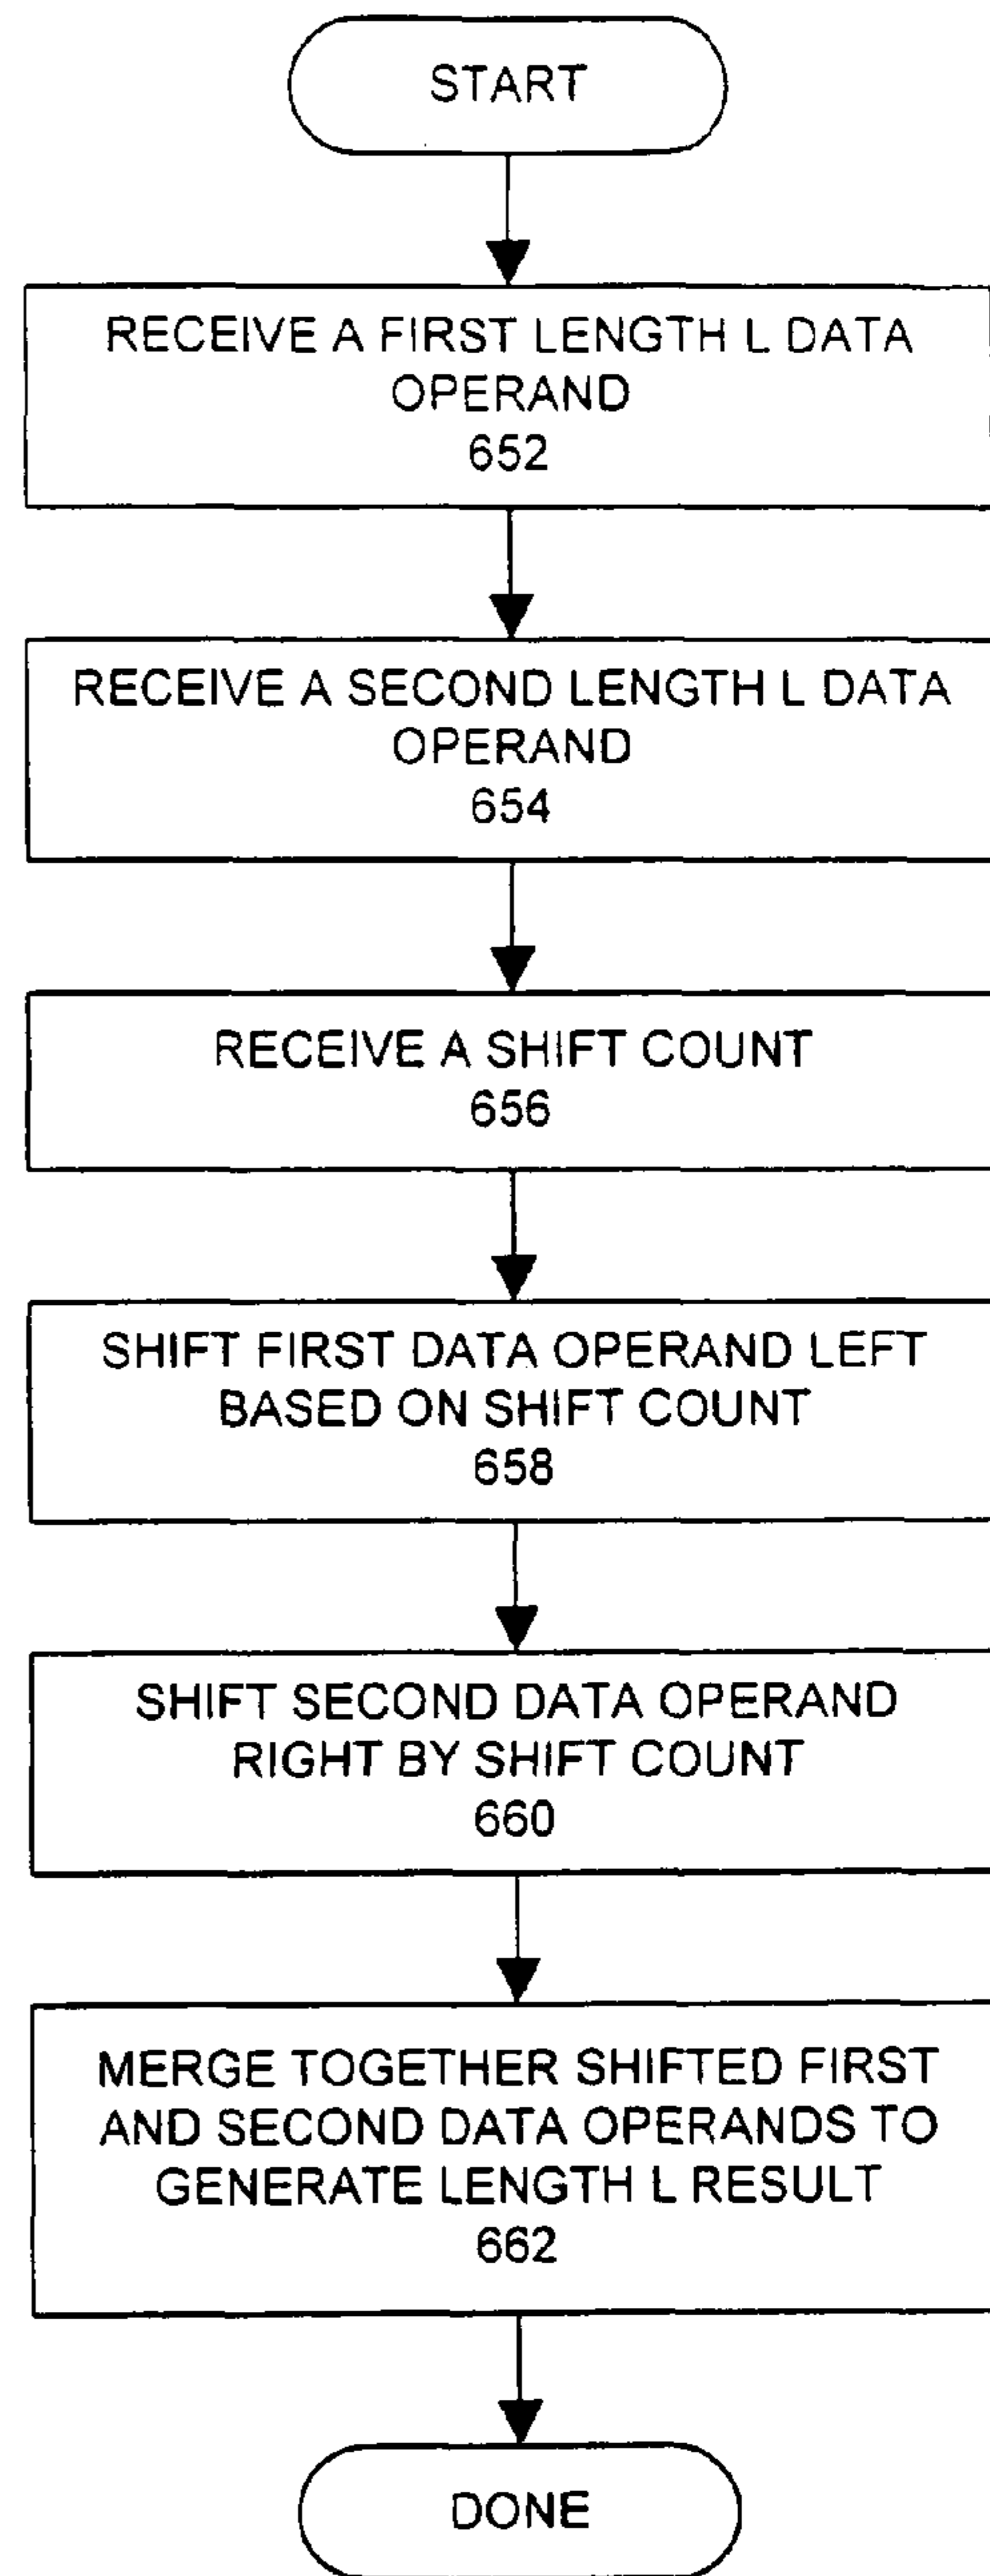 START
RECEIVE A FIRST LENGTH L DATA
OPERAND
652
RECEIVE A SECOND LENGTH L DATA
OPERAND
654
RECEIVE A SHIFT COUNT
656
SHIFT FIRST DATA OPERAND LEFT
BASED ON SHIFT COUNT
658
SHIFT SECOND DATA OPERAND
RIGHT BY SHIFT COUNT
660
MERGE TOGETHER SHIFTED FIRST
AND SECOND DATA OPERANDS TO
GENERATE LENGTH L RESULT
662
DONE